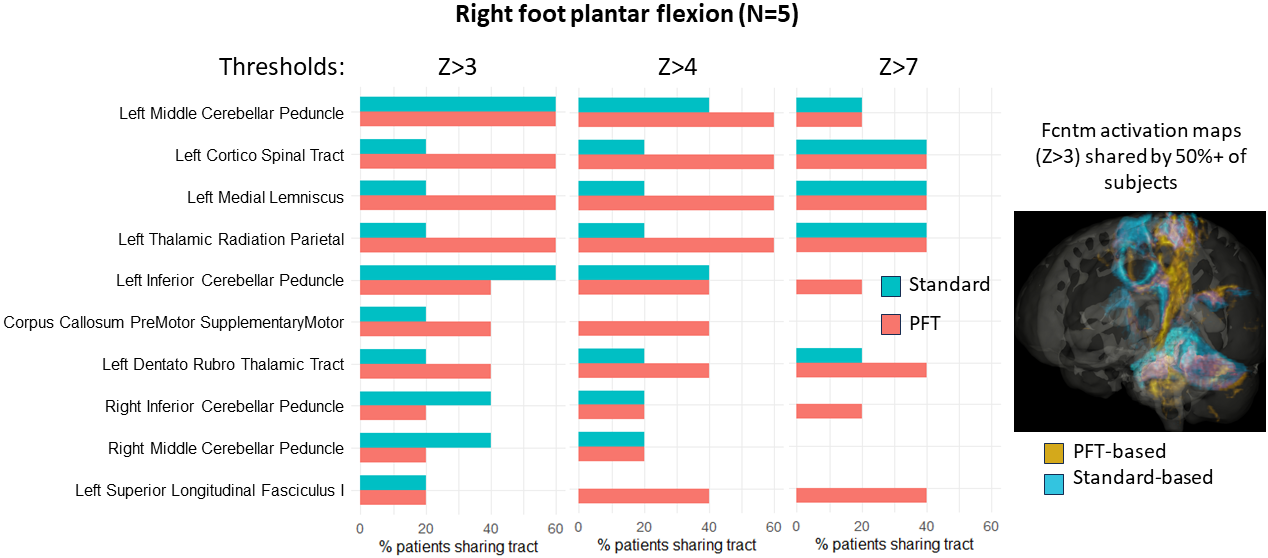 Right foot plantar flexion (N=5)
Thresholds: Z>3 Z>4 Z>7
Left Middle Cerebellar Peduncle
Left Cortico Spinal Tract
Left Medial Lemniscus
Left Thalamic Radiation Parietal
Left Inferior Cerebellar Peduncle
Corpus Callosum PreMotor SupplementaryMotor
Left Dentato Rubro Thalamic Tract
Right Inferior Cerebellar Peduncle
Right Middle Cerebellar Peduncle
Left Superior Longitudinal Fasciculus I
0 20 40 60 0 20 40 60 0 20 40 60
% patients sharing tract % patients sharing tract % patients sharing tract
Standard
PFT
Fcntm activation maps
(Z>3) shared by 50%+ of
subjects
PFT-based
Standard-based